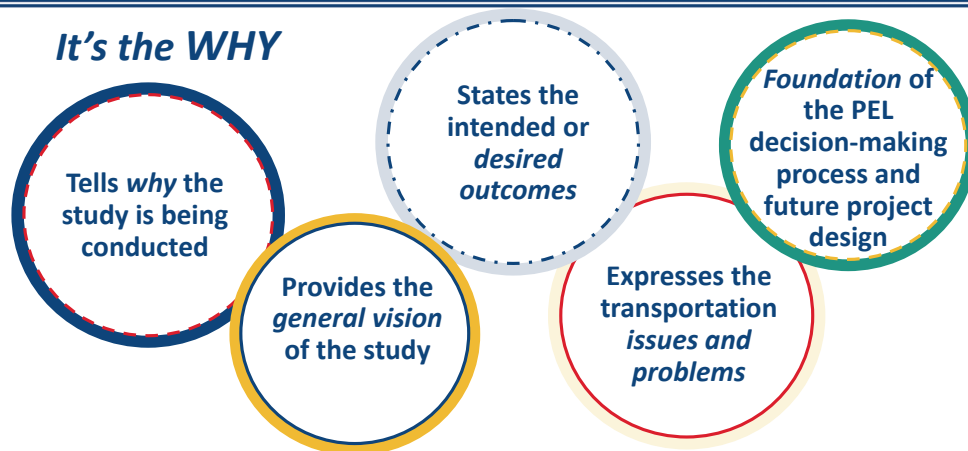 It's the WHY
Tells why the
study is being
conducted
Provides the
general vision
of the study
States the
intended or
desired
outcomes
Expresses the
transportation
issues and
problems
Foundation of
the PEL
decision-making
process and
future project
design